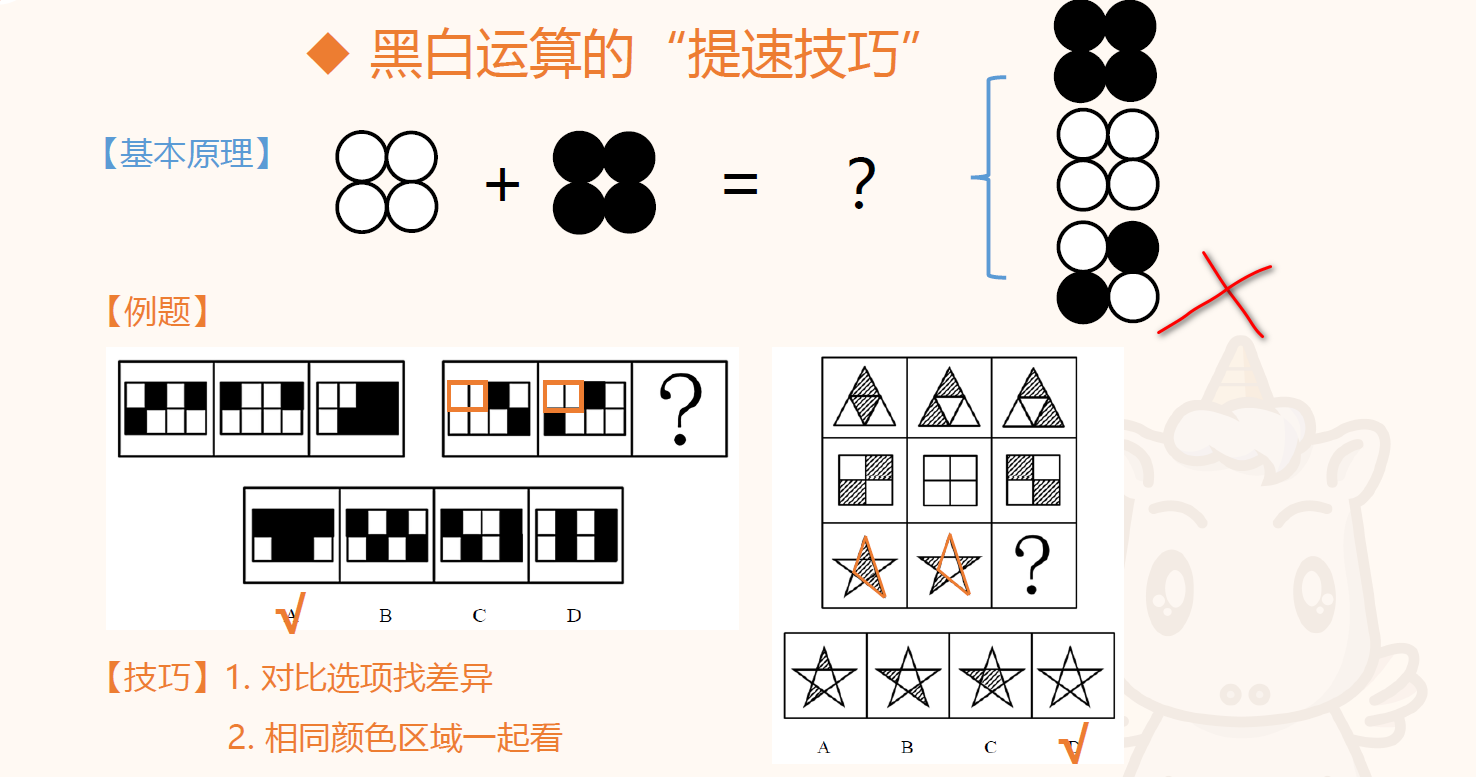 ◆ 黑白运算的“提速技巧”
【基本原理】 + = ?
【例题】
?
A B C D
?
A B C D
【技巧】1. 对比选项找差异
2. 相同颜色区域一起看